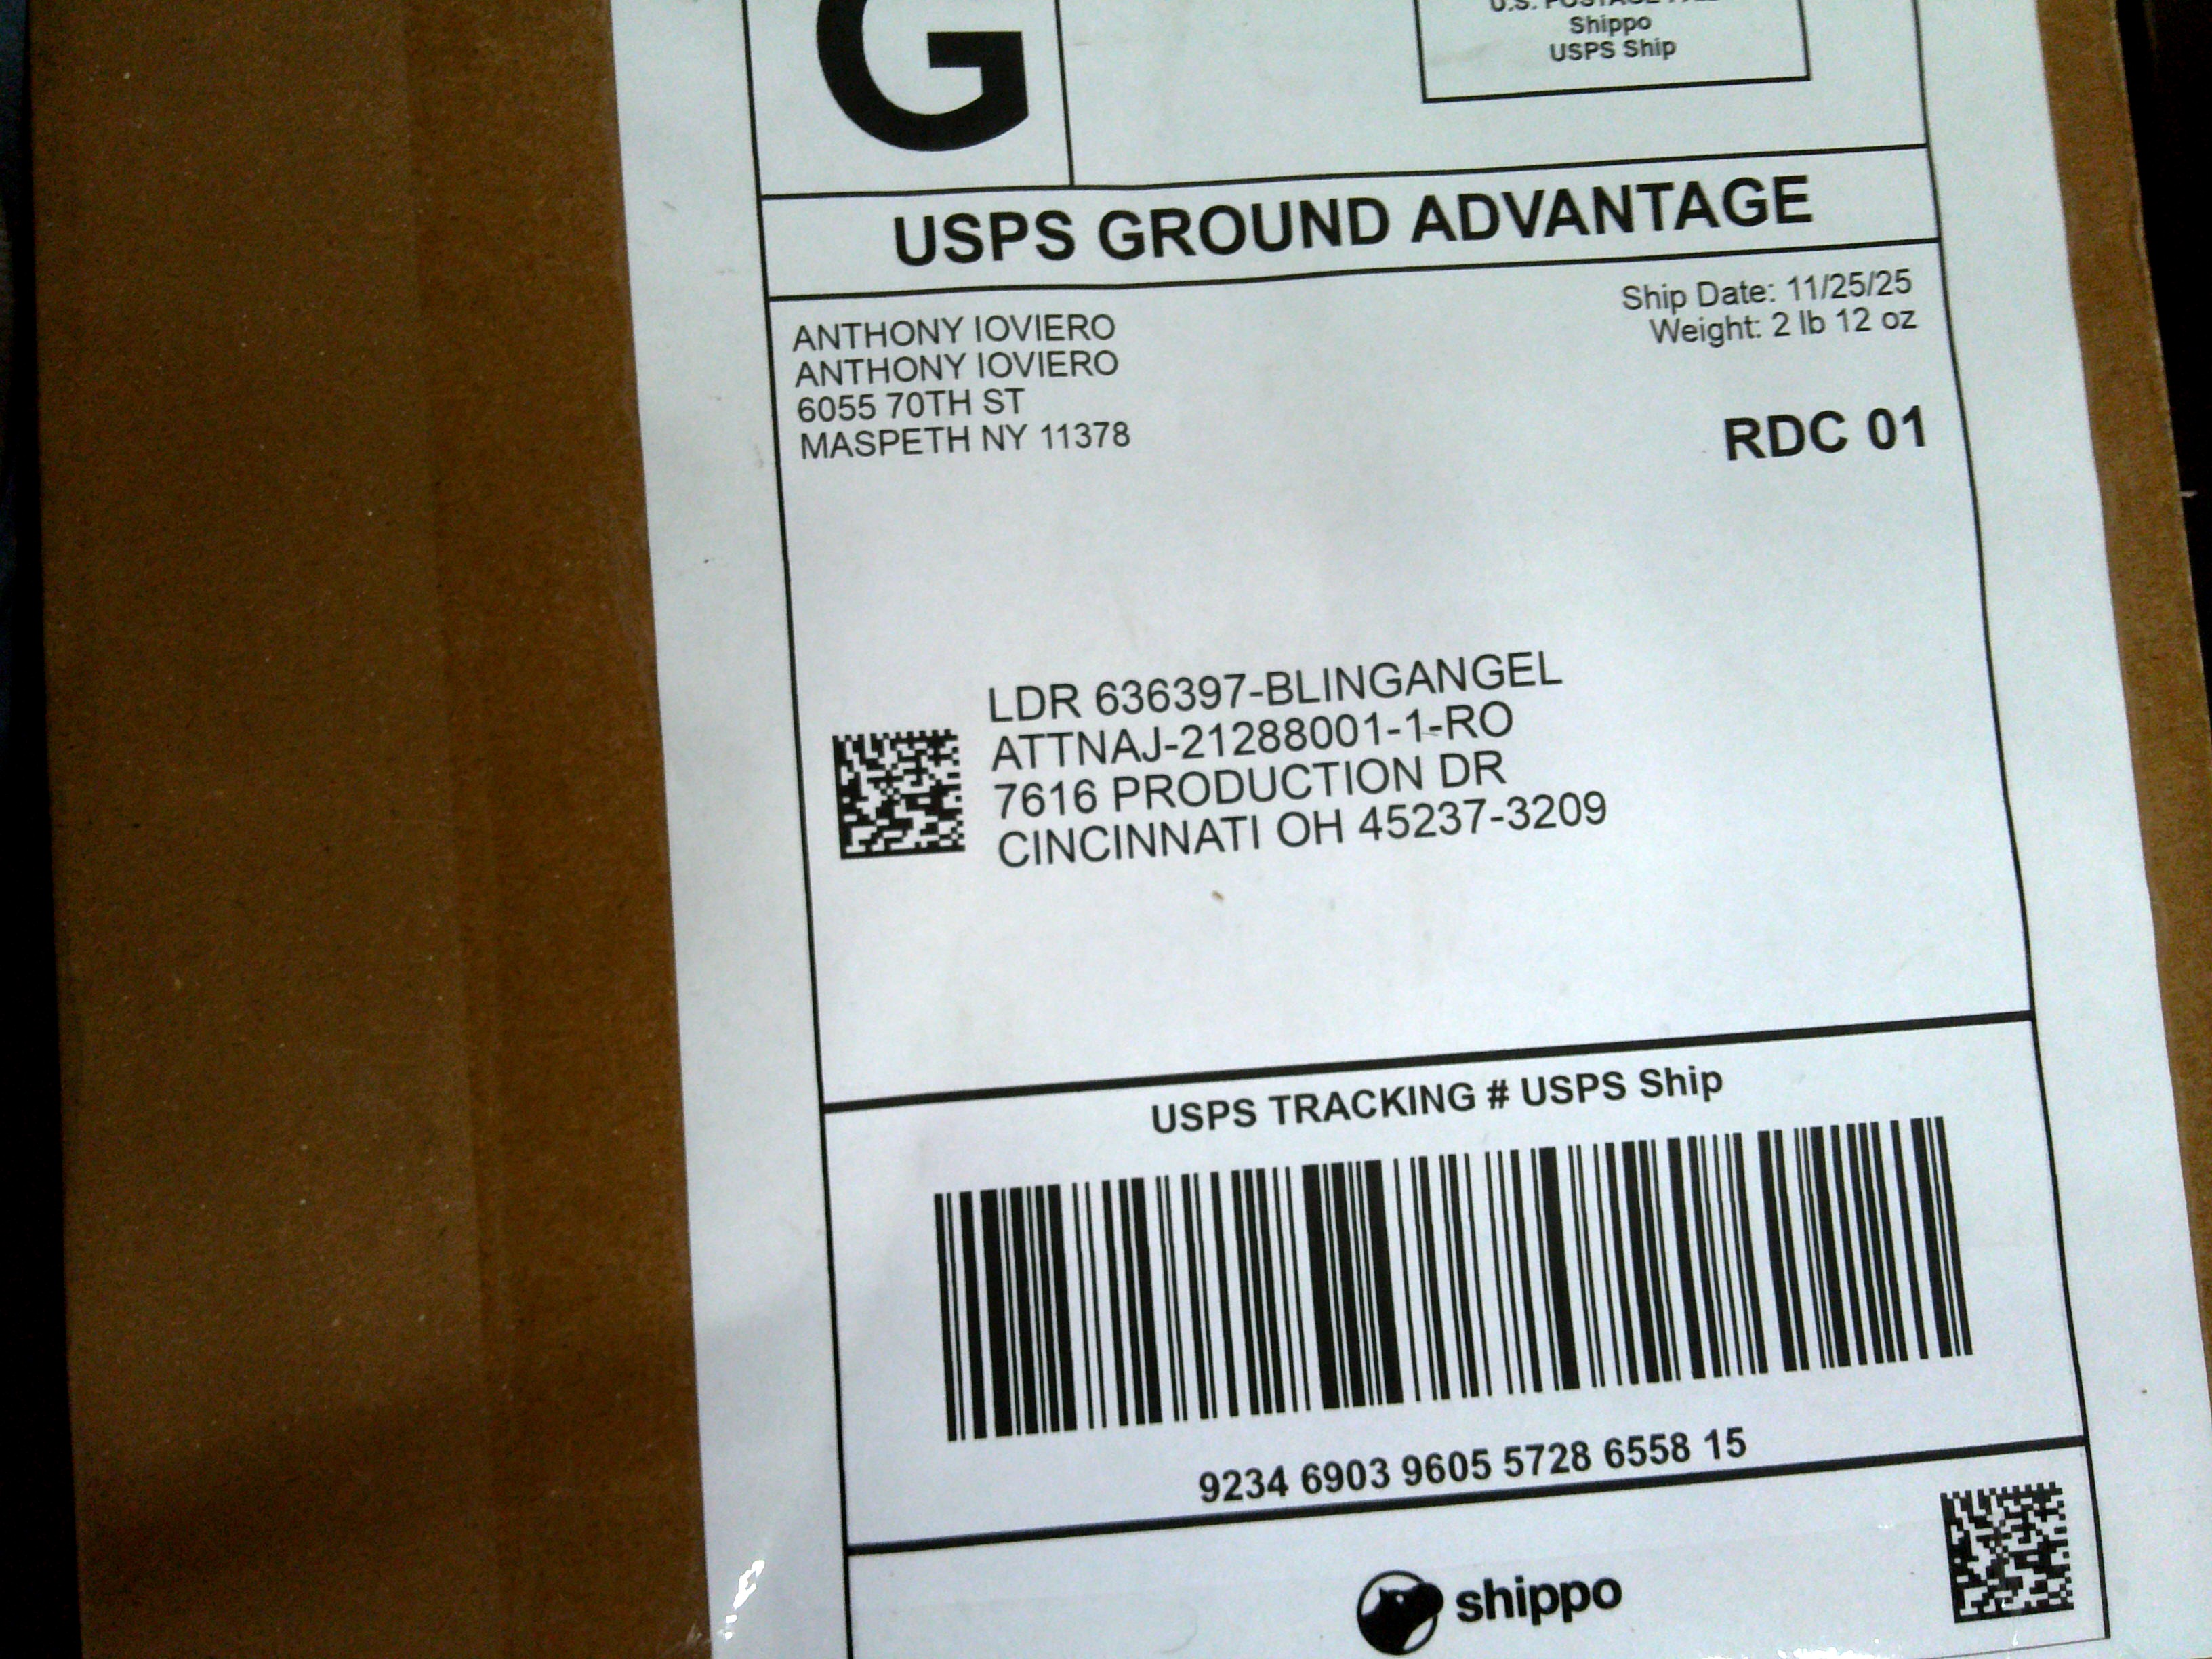 G
U.S. POSTAGE PAID
Shippo
USPS Ship
USPS GROUND ADVANTAGE
Ship Date: 11/25/25
Weight: 2 lb 12 oz
ANTHONY IOVIERO
ANTHONY IOVIERO
6055 70TH ST
MASPETH NY 11378
RDC 01
LDR 636397-BLINGANGEL
ATTNAJ-21288001-1-RO
7616 PRODUCTION DR
CINCINNATI OH 45237-3209
USPS TRACKING # USPS Ship
9234 6903 9605 5728 6558 15
shippo